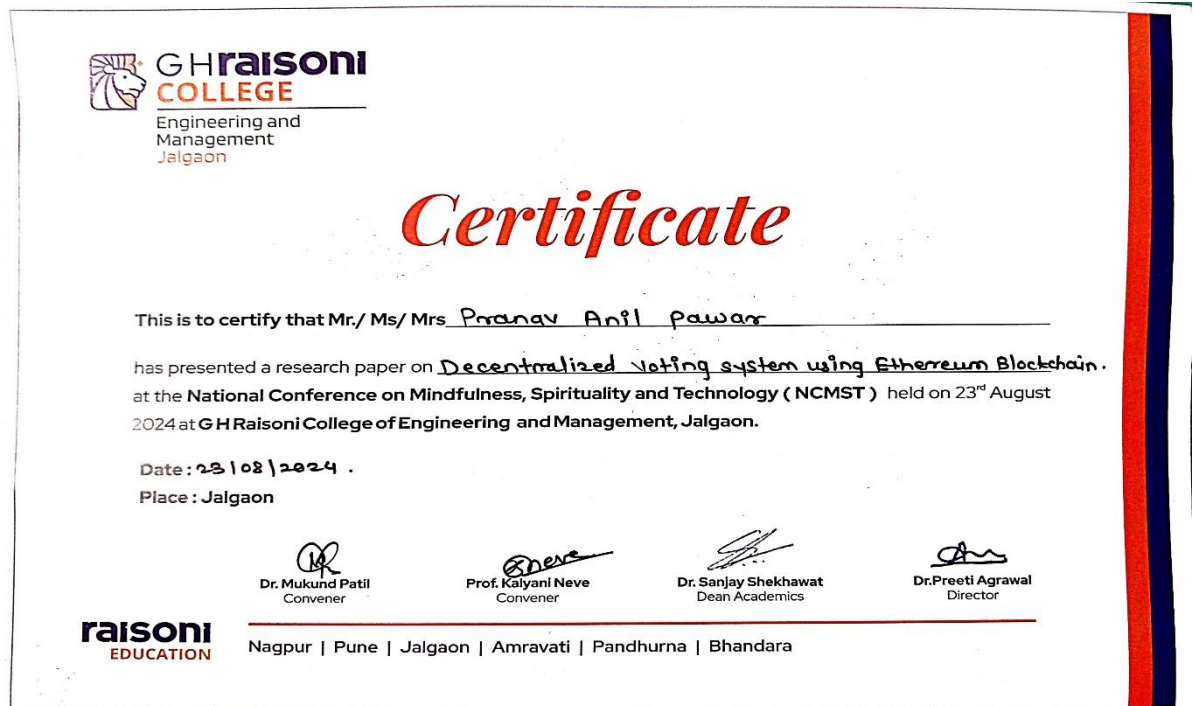 GHraisoni
COLLEGE
Engineering and
Management
Jalgaon
Certificate
This is to certify that Mr./ Ms/ Mrs Pranav Anil Pawar
has presented a research paper on Decentralized Voting system using Ethereum Blockchain.
at the National Conference on Mindfulness, Spirituality and Technology ( NCMST ) held on 23rd August
2024 at G H Raisoni College of Engineering and Management, Jalgaon.
Date : 23/08/2024 .
Place : Jalgaon
Neve
Dr. Mukund Patil Prof. Kalyani Neve Dr. Sanjay Shekhawat Dr.Preeti Agrawal
Convener Convener Dean Academics Director
raisoni
EDUCATION
Nagpur | Pune | Jalgaon | Amravati | Pandhurna | Bhandara